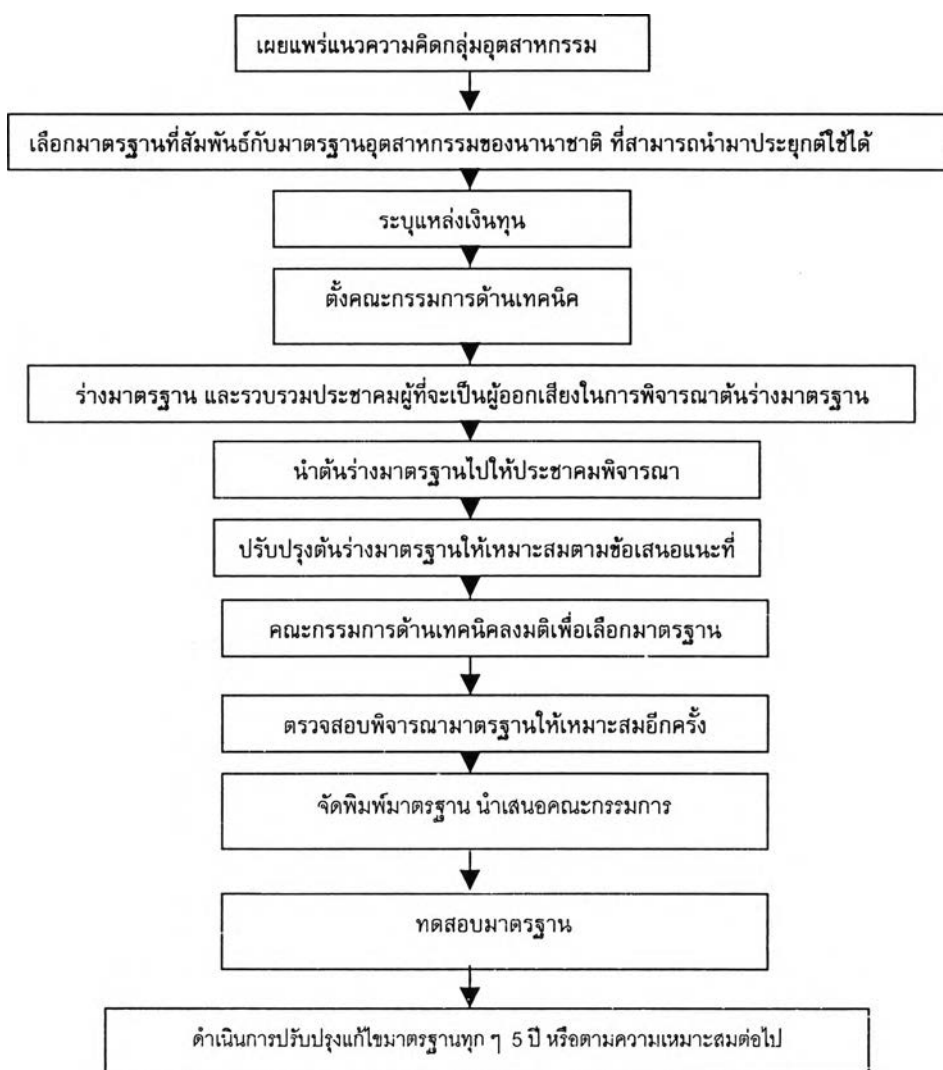 เผยแพร่แนวความคิดกลุ่มอุตสาหกรรม
เลือกมาตรฐานที่สัมพันธ์กับมาตรฐานอุตสาหกรรมของนานาชาติ ที่สามารถนำมาประยุกต์ใช้ได้
ระบุแหล่งเงินทุน
ตั้งคณะกรรมการด้านเทคนิค
ร่างมาตรฐาน และรวบรวมประชาคมผู้ที่จะเป็นผู้ออกเสียงในการพิจารณาต้นร่างมาตรฐาน
นำต้นร่างมาตรฐานไปให้ประชาคมพิจารณา
ปรับปรุงต้นร่างมาตรฐานให้เหมาะสมตามข้อเสนอแนะที่
คณะกรรมการด้านเทคนิคลงมติเพื่อเลือกมาตรฐาน
ตรวจสอบพิจารณามาตรฐานให้เหมาะสมอีกครั้ง
จัดพิมพ์มาตรฐาน นำเสนอคณะกรรมการ
ทดสอบมาตรฐาน
ดำเนินการปรับปรุงแก้ไขมาตรฐานทุก ๆ 5 ปี หรือตามความเหมาะสมต่อไป